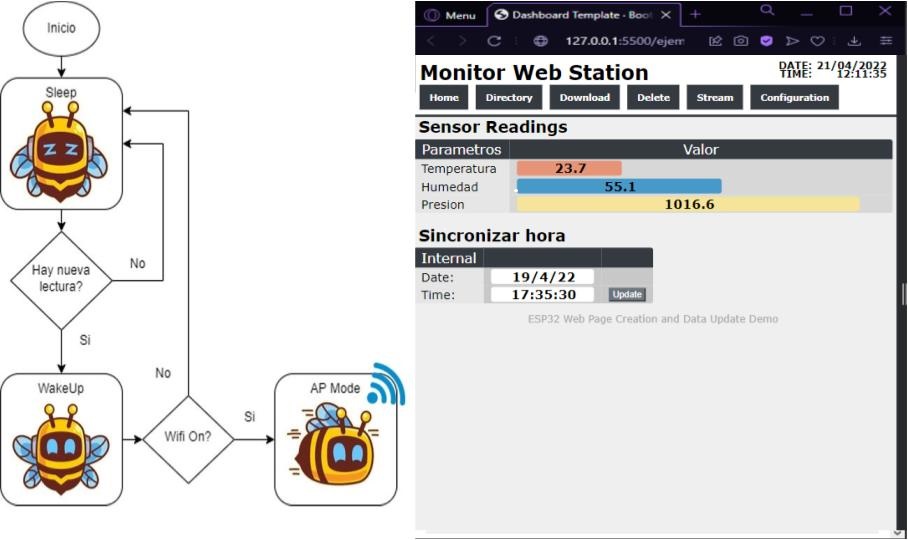 Inicio
Sleep
Z Z
Hay nueva
lectura?
No
Si
WakeUp
No
Wifi On?
Si
AP Mode
Menu
Dashboard Template - Boot
127.0.0.1:5500/ejem
Monitor Web Station
DATE: 21/04/2022
TIME: 12:11:35
Home Directory Download Delete Stream Configuration
Sensor Readings
Parametros Valor
Temperatura 23.7
Humedad 55.1
Presion 1016.6
Sincronizar hora
Internal
Date: 19/4/22
Time: 17:35:30 Update
ESP32 Web Page Creation and Data Update Demo